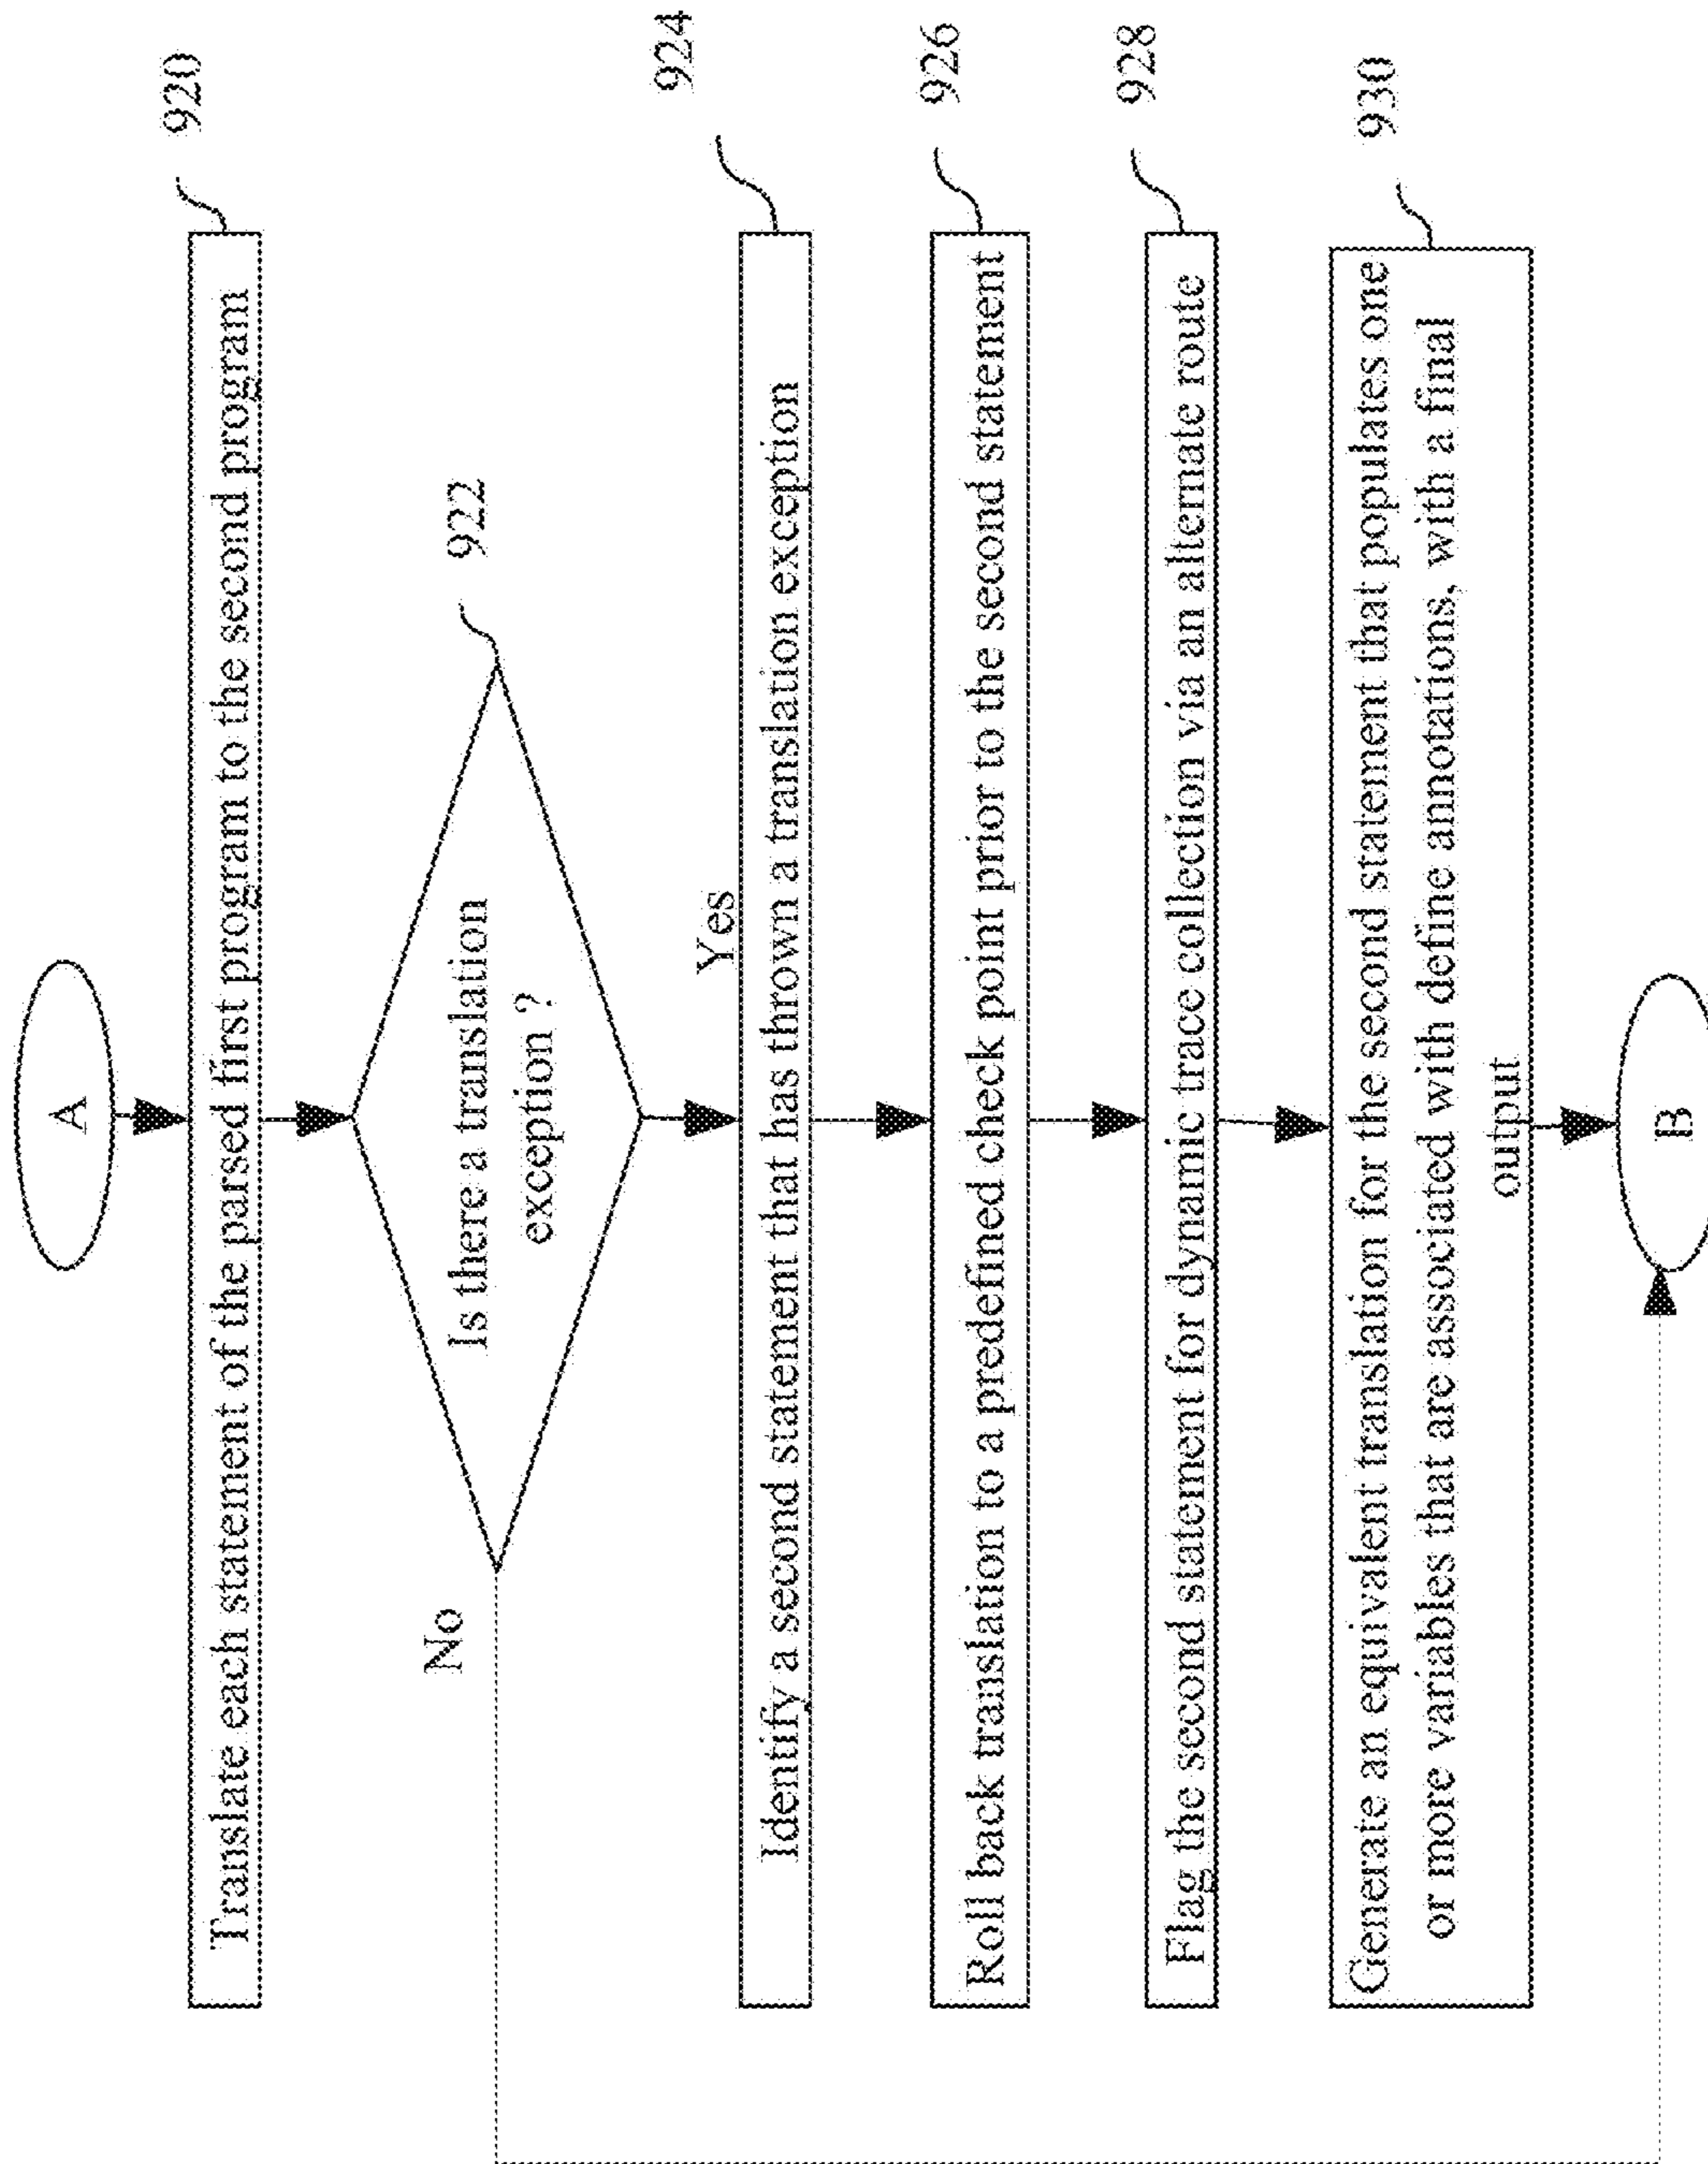 A
920
Translate each statement of the parsed first program to the second program
922
Is there a translation
exception ?
No
Yes
924
Identify a second statement that has thrown a translation exception
926
Roll back translation to a predefined check point prior to the second statement
928
Flag the second statement for dynamic trace collection via an alternate route
930
Generate an equivalent translation for the second statement that populates one
or more variables that are associated with define annotations, with a final
output
B